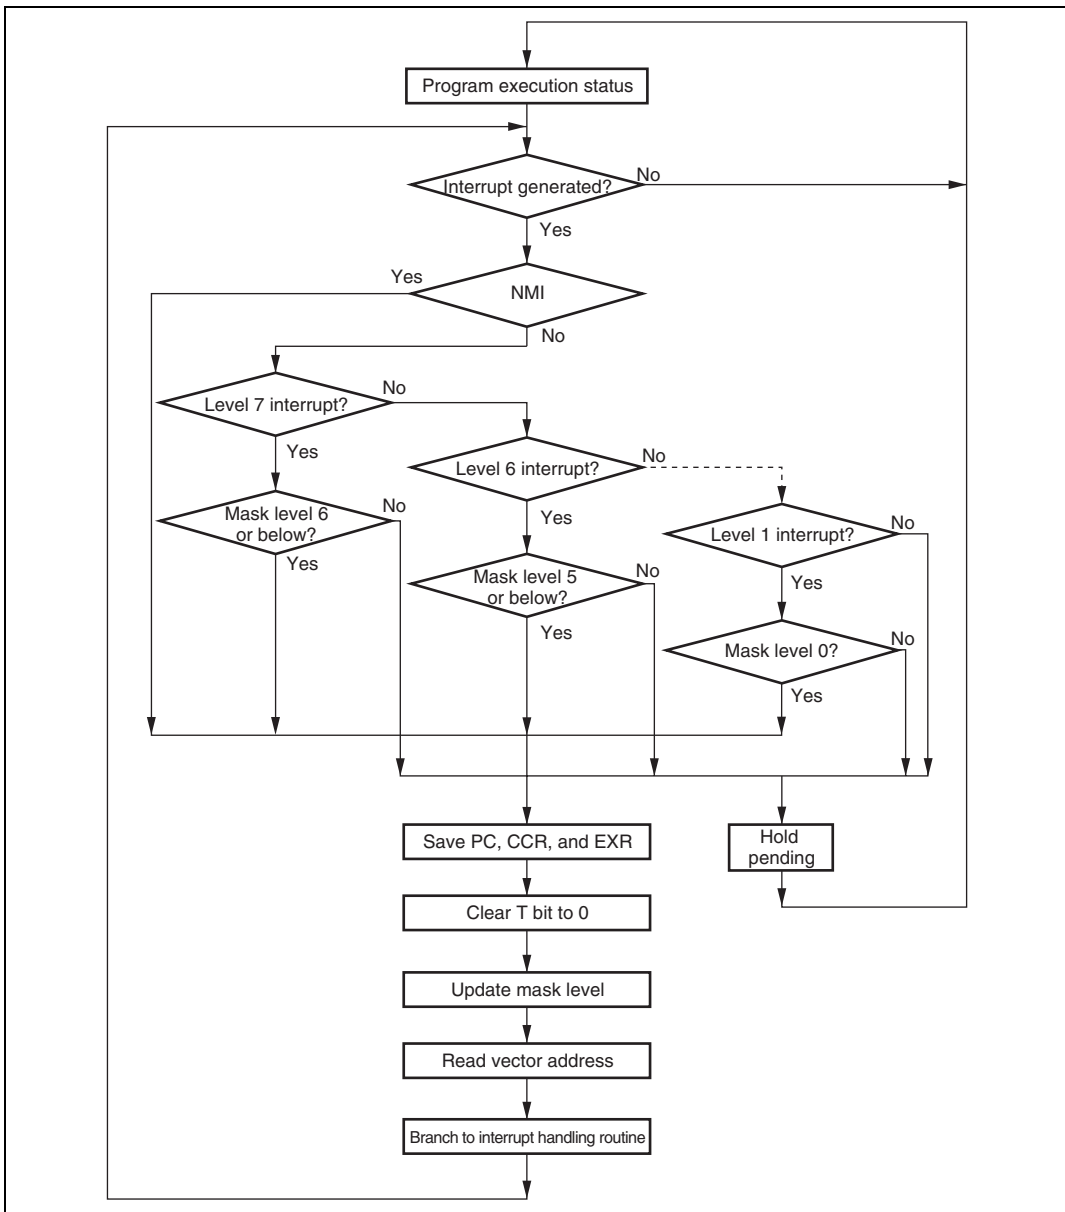 Program execution status
Interrupt generated?
No
Yes
Yes
NMI
No
Level 7 interrupt?
No
Yes
Level 6 interrupt?
No
Mask level 6
or below?
No
Yes
Yes
Level 1 interrupt?
No
Mask level 5
or below?
No
Yes
Yes
Mask level 0?
No
Yes
Save PC, CCR, and EXR
Hold
pending
Clear T bit to 0
Update mask level
Read vector address
Branch to interrupt handling routine